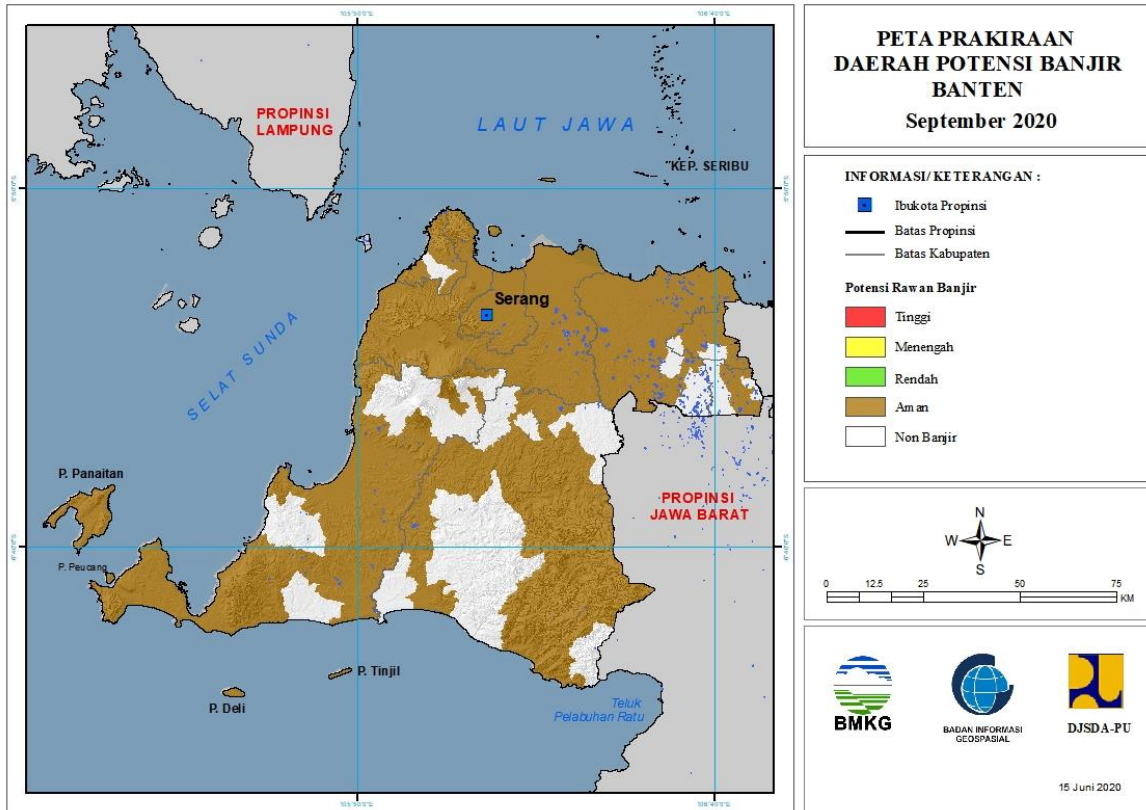 PETA PRAKIRAAN
DAERAH POTENSI BANJIR
BANTEN
September 2020
INFORMASI/ KETERANGAN :
Ibukota Propinsi
Batas Propinsi
Batas Kabupaten
Potensi Rawan Banjir
Tinggi
Menengah
Rendah
Aman
Non Banjir
N
W E
S
0 12.5 25 50 75
KM
BMKG
BADAN INFORMASI
GEOSPASIAL
DJSDA-PU
15 Juni 2020
PROPINSI
LAMPUNG
LAUT JAWA
KEP. SERIBU
Serang
SELAT SUNDA
P. Panaitan
PROPINSI
JAWA BARAT
P. Peucang
P. Tinjil
P. Deli
Teluk
Pelabuhan Ratu